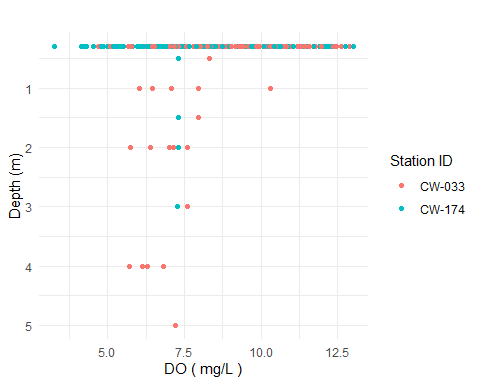 Depth (m)
1
2
3
4
5
5.0
7.5
10.0
12.5
DO ( mg/L )
Station ID
CW-033
CW-174